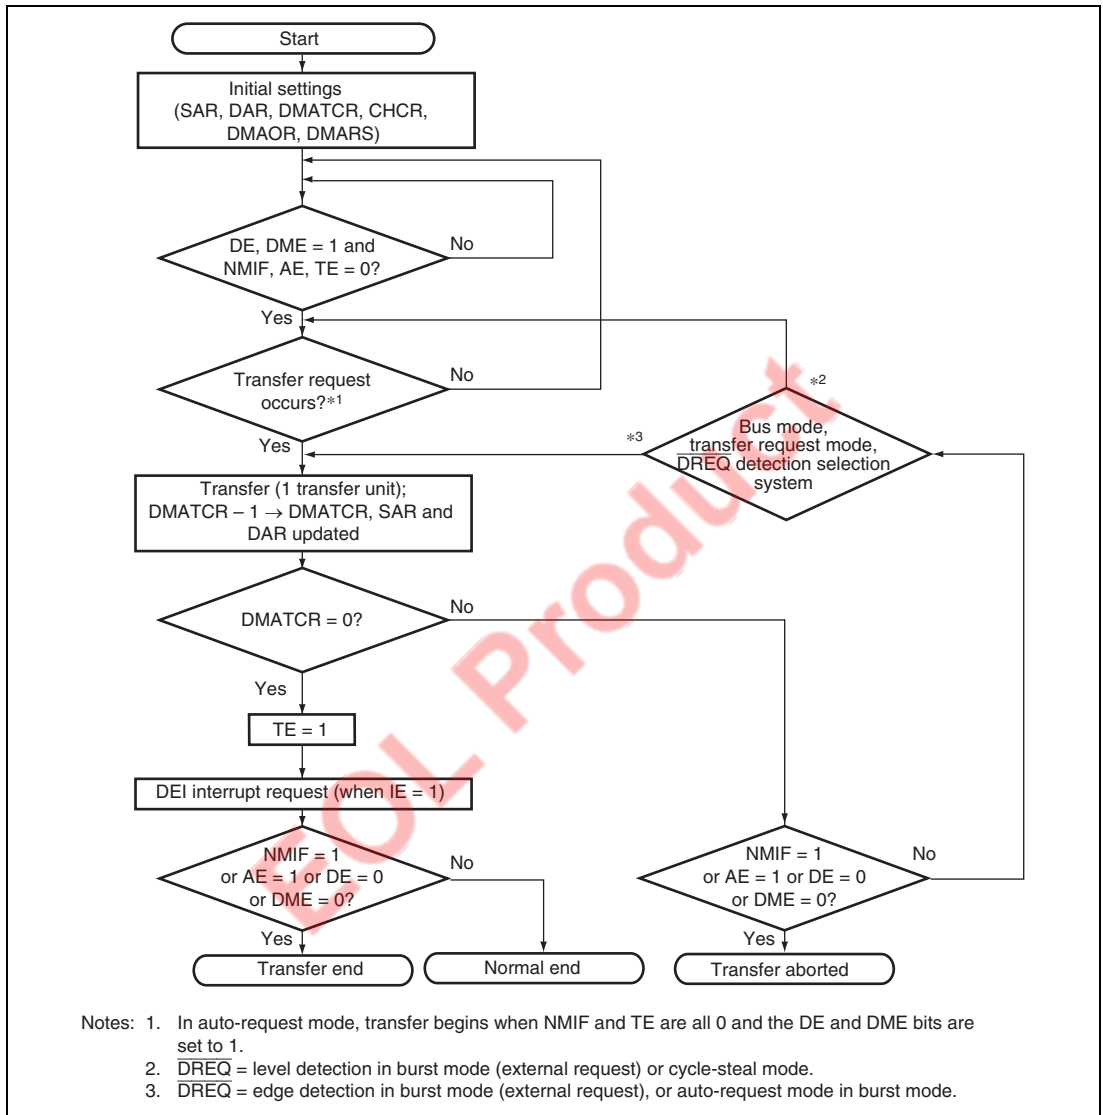 Start
Initial settings
(SAR, DAR, DMATCR, CHCR,
DMAOR, DMARS)
DE, DME = 1 and
NMIF, AE, TE = 0?
No
Yes
Transfer request
occurs?*1
No
Yes
*2
*3
Bus mode,
transfer request mode,
DREQ detection selection
system
Transfer (1 transfer unit);
DMATCR – 1 → DMATCR, SAR and
DAR updated
DMATCR = 0?
No
Yes
TE = 1
DEI interrupt request (when IE = 1)
NMIF = 1
or AE = 1 or DE = 0
or DME = 0?
No
Yes
NMIF = 1
or AE = 1 or DE = 0
or DME = 0?
No
Yes
Transfer end
Normal end
Transfer aborted
EOL Product
Notes: 1. In auto-request mode, transfer begins when NMIF and TE are all 0 and the DE and DME bits are
set to 1.
2. DREQ = level detection in burst mode (external request) or cycle-steal mode.
3. DREQ = edge detection in burst mode (external request), or auto-request mode in burst mode.